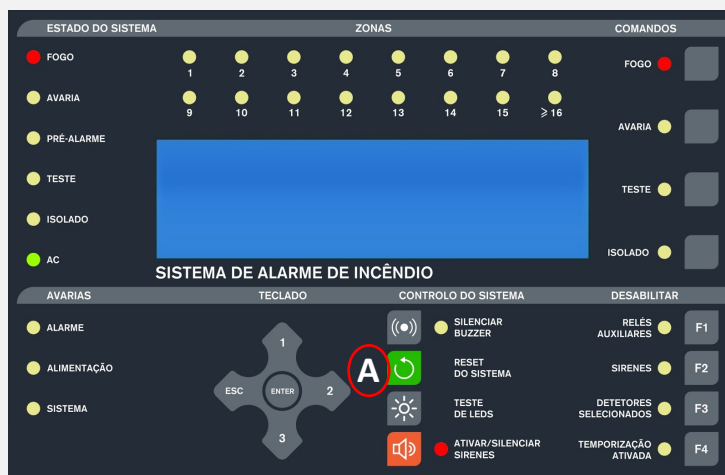 ESTADO DO SISTEMA
ZONAS
COMANDOS
FOGO
1 2 3 4 5 6 7 8
FOGO
AVARIA
9 10 11 12 13 14 15 ⩾16
AVARIA
PRÉ-ALARME
TESTE
TESTE
ISOLADO
ISOLADO
AC
SISTEMA DE ALARME DE INCÊNDIO
AVARIAS
TECLADO
CONTROLO DO SISTEMA
DESABILITAR
ALARME
ALIMENTAÇÃO
SISTEMA
1
ESC
ENTER
2
3
A
SILENCIAR
BUZZER
RESET
DO SISTEMA
TESTE
DE LEDS
ATIVAR/SILENCIAR
SIRENES
RELÉS
AUXILIARES
F1
SIRENES
F2
DETETORES
SELECIONADOS
F3
TEMPORIZAÇÃO
ATIVADA
F4